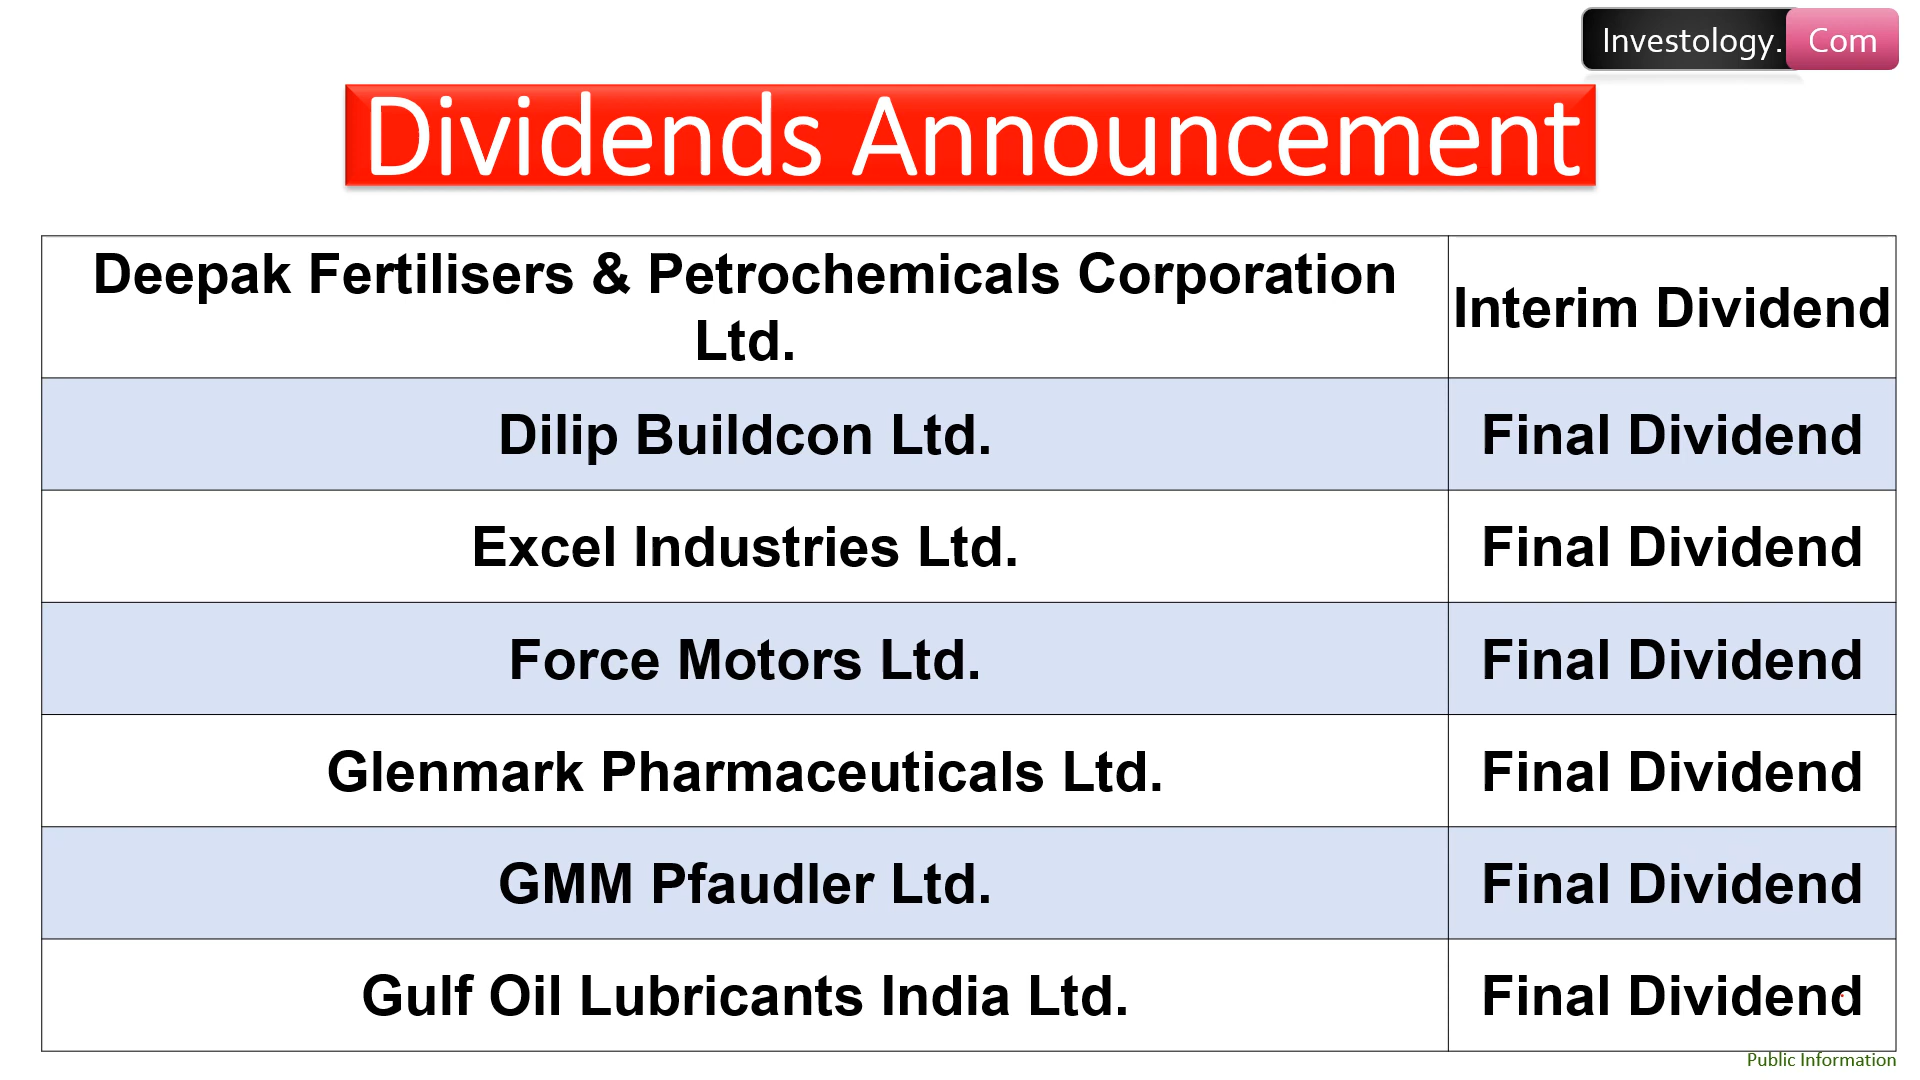 Investology. Com
Dividends Announcement
Deepak Fertilisers & Petrochemicals Corporation
Ltd.
Interim Dividend
Dilip Buildcon Ltd.
Final Dividend
Excel Industries Ltd.
Final Dividend
Force Motors Ltd.
Final Dividend
Glenmark Pharmaceuticals Ltd.
Final Dividend
GMM Pfaudler Ltd.
Final Dividend
Gulf Oil Lubricants India Ltd.
Final Dividend
Public Information